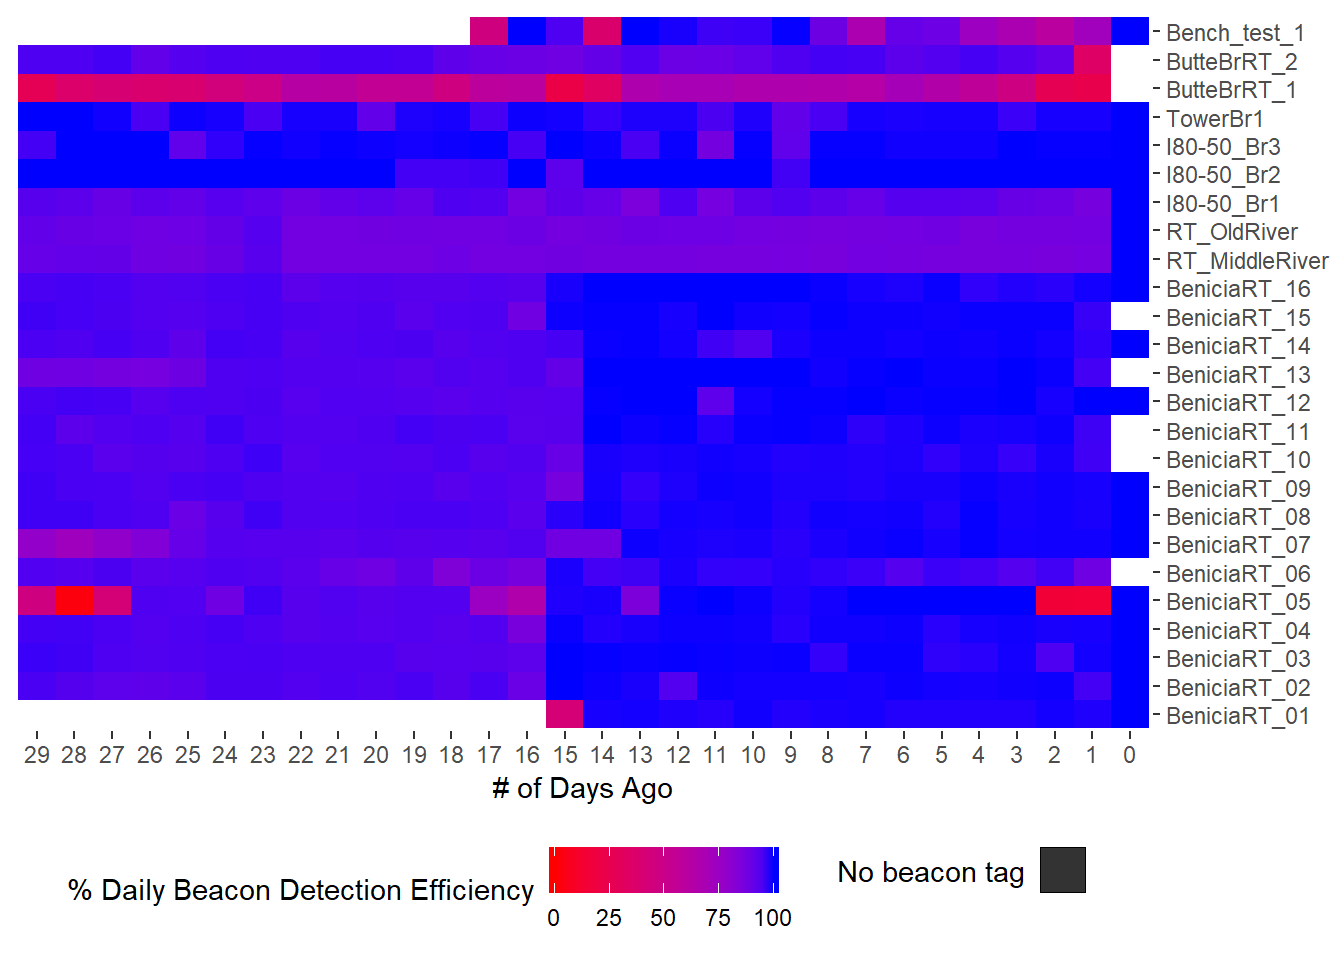 Bench_test_1
ButteBrRT_2
ButteBrRT_1
TowerBr1
I80-50_Br3
I80-50_Br2
I80-50_Br1
RT_OldRiver
RT_MiddleRiver
BeniciaRT_16
BeniciaRT_15
BeniciaRT_14
BeniciaRT_13
BeniciaRT_12
BeniciaRT_11
BeniciaRT_10
BeniciaRT_09
BeniciaRT_08
BeniciaRT_07
BeniciaRT_06
BeniciaRT_05
BeniciaRT_04
BeniciaRT_03
BeniciaRT_02
BeniciaRT_01
29 28 27 26 25 24 23 22 21 20 19 18 17 16 15 14 13 12 11 10 9 8 7 6 5 4 3 2 1 0
# of Days Ago
% Daily Beacon Detection Efficiency
0 25 50 75 100
No beacon tag